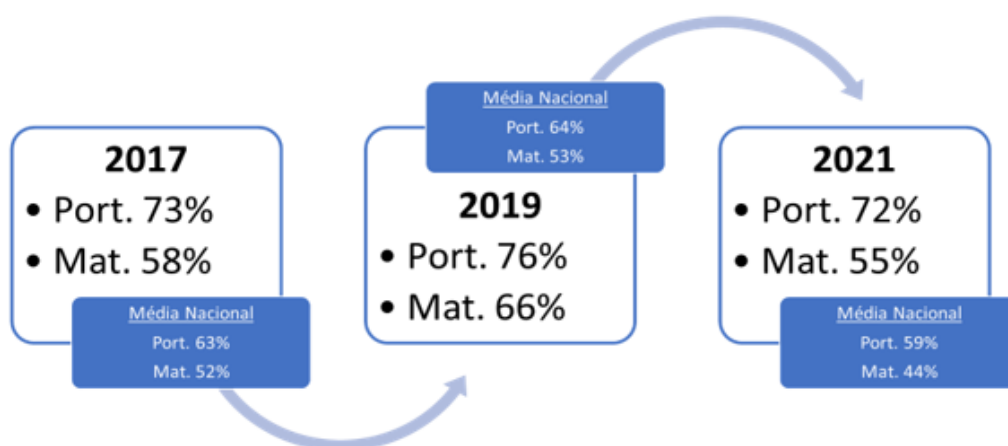 2017
• Port. 73%
• Mat. 58%
Média Nacional
Port. 63%
Mat. 52%
Média Nacional
Port. 64%
Mat. 53%
2019
• Port. 76%
• Mat. 66%
2021
• Port. 72%
• Mat. 55%
Média Nacional
Port. 59%
Mat. 44%